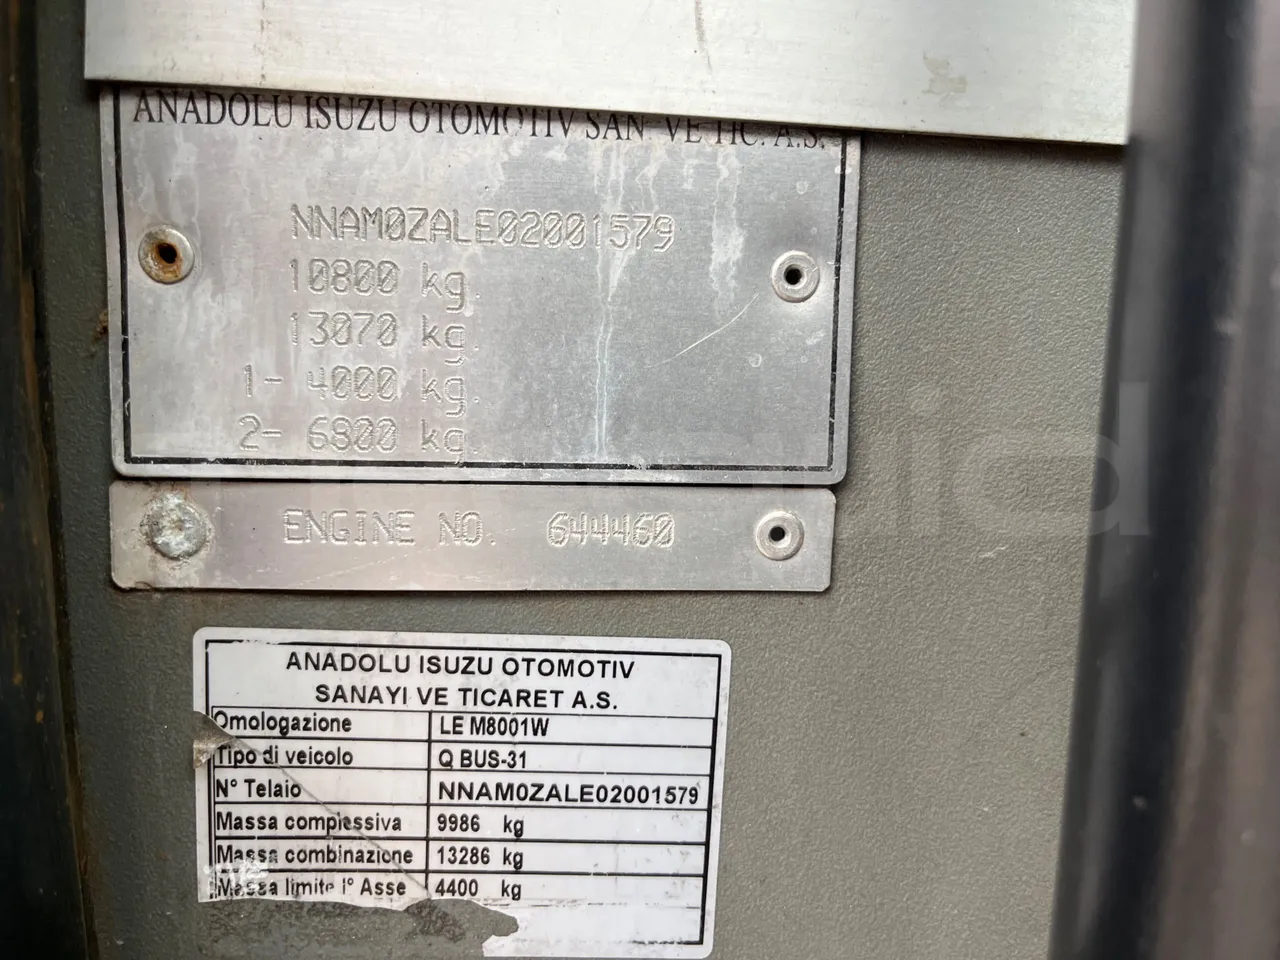 ANADOLU ISUZU OTOMOTIV SAN. VE TIC. A.S.
NNAM0ZALE02001579
10800 kg.
13070 kg.
1- 4000 kg.
2- 6800 kg.
ENGINE NO. 644460
ANADOLU ISUZU OTOMOTIV
SANAYI VE TICARET A.S.
Omologazione LE M8001W
Tipo di veicolo Q BUS-31
N° Telaio NNAM0ZALE02001579
Massa complessiva 9986 kg
Massa combinazione 13286 kg
Massa limite I° Asse 4400 kg